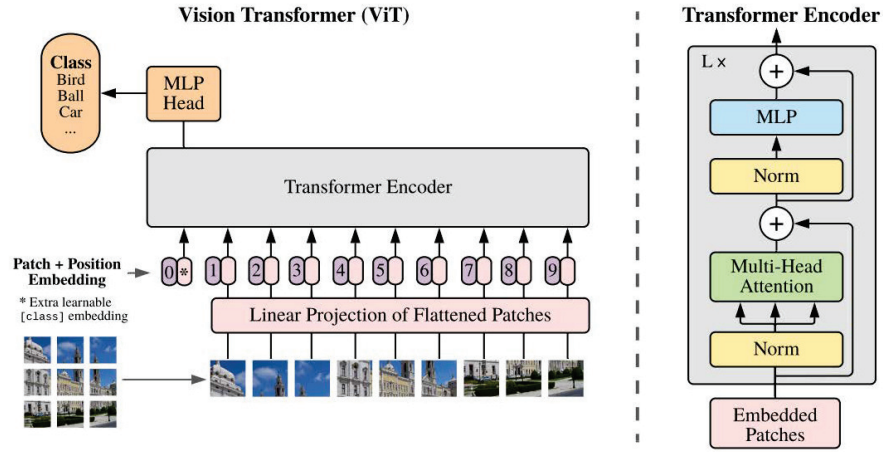 Vision Transformer (ViT)
Class
Bird
Ball
Car
...
MLP
Head
Transformer Encoder
Patch + Position
Embedding
* Extra learnable
[class] embedding
0 * 1 2 3 4 5 6 7 8 9
Linear Projection of Flattened Patches
Transformer Encoder
L ×
+
MLP
Norm
+
Multi-Head
Attention
Norm
Embedded
Patches